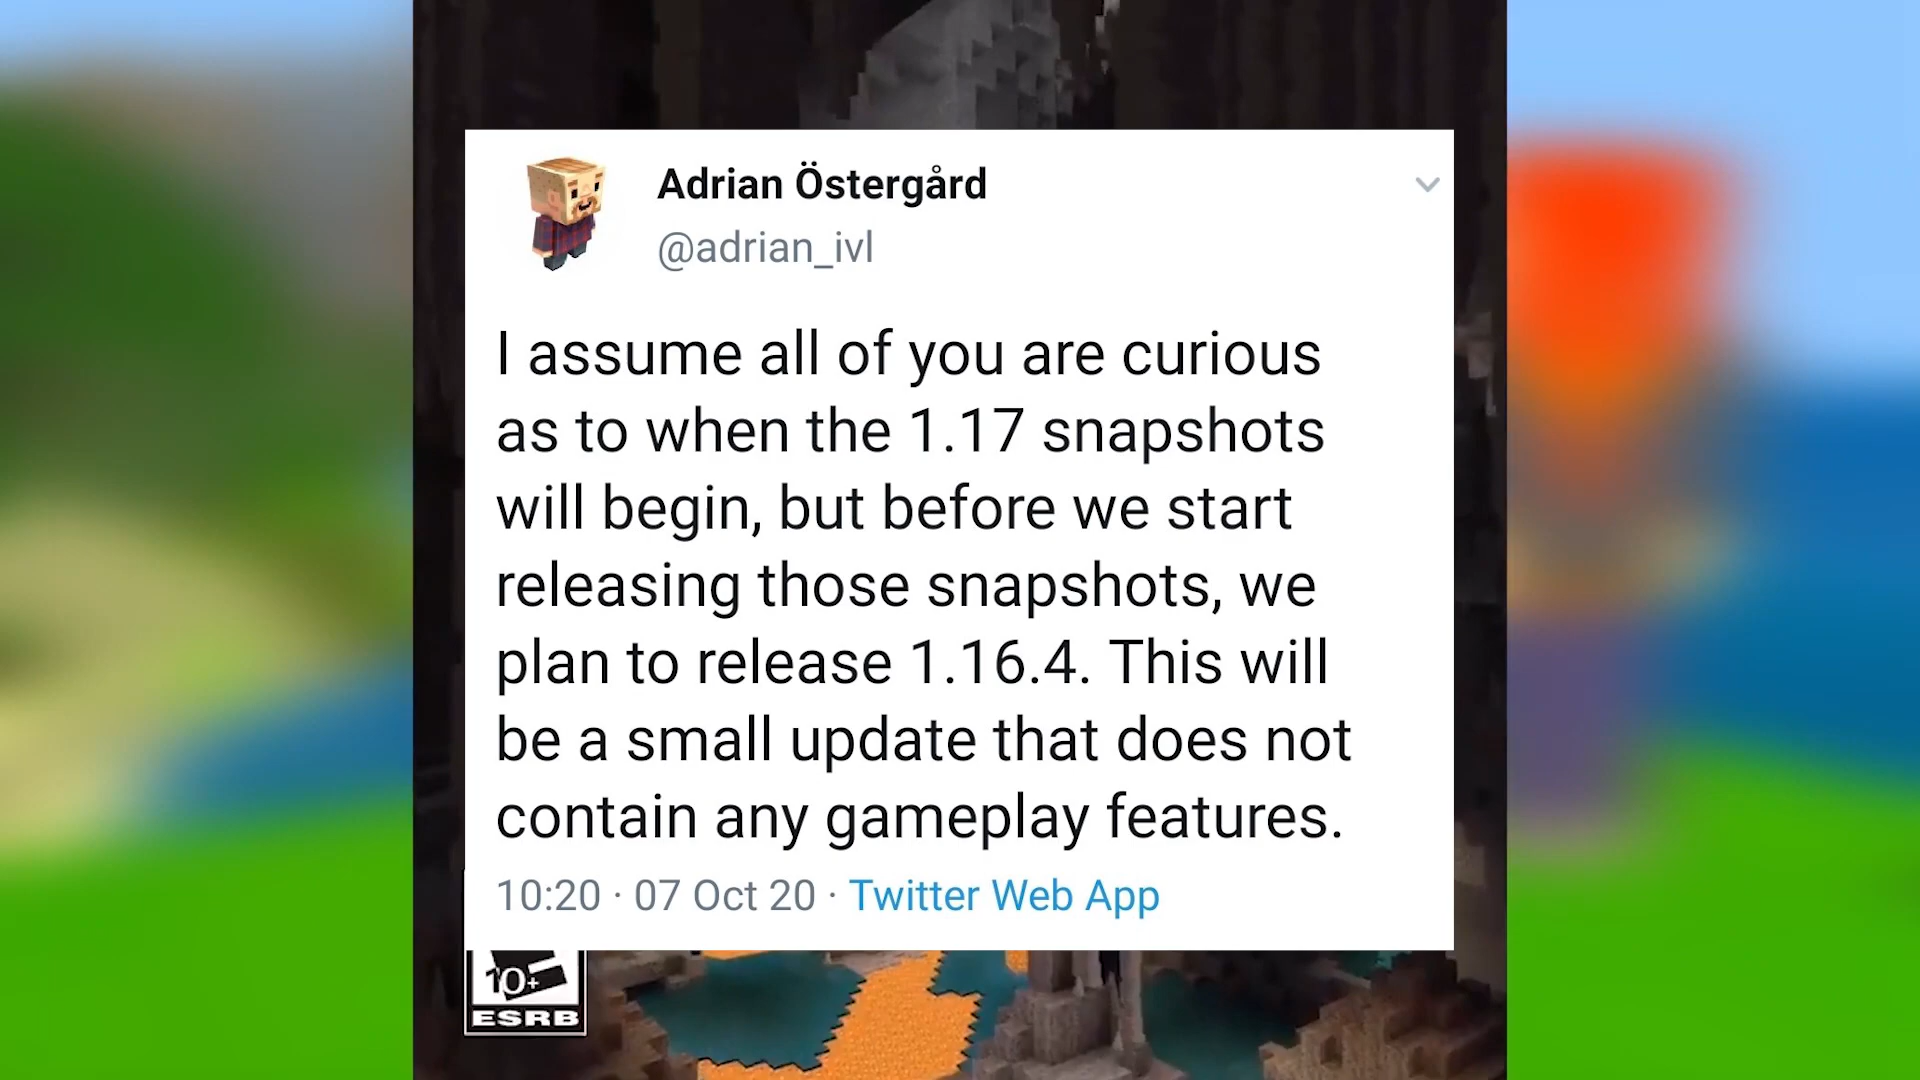 Adrian Östergård
@adrian_ivl
I assume all of you are curious
as to when the 1.17 snapshots
will begin, but before we start
releasing those snapshots, we
plan to release 1.16.4. This will
be a small update that does not
contain any gameplay features.
10:20 · 07 Oct 20 · Twitter Web App
10+
ESRB